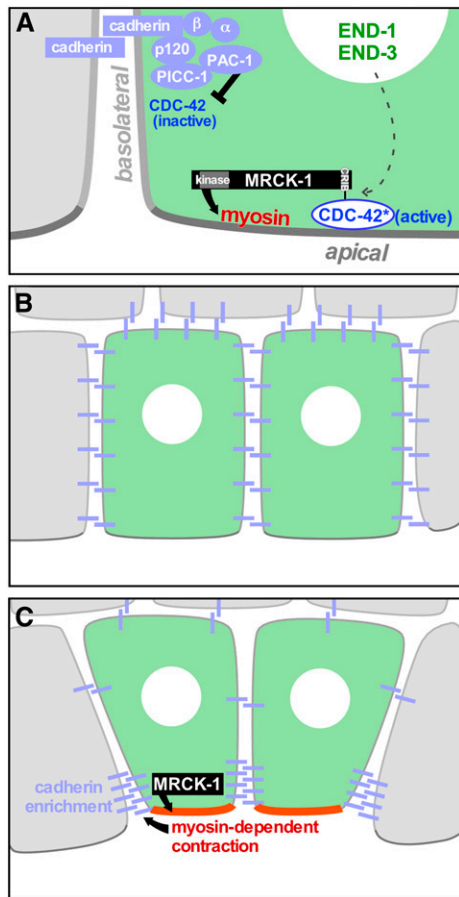 A
cadherin
β
α
p120
PAC-1
PICC-1
CDC-42
(inactive)
END-1
END-3
basolateral
kinase
MRCK-1
CRIB
myosin
CDC-42* (active)
apical
B
C
MRCK-1
cadherin
enrichment
myosin-dependent
contraction